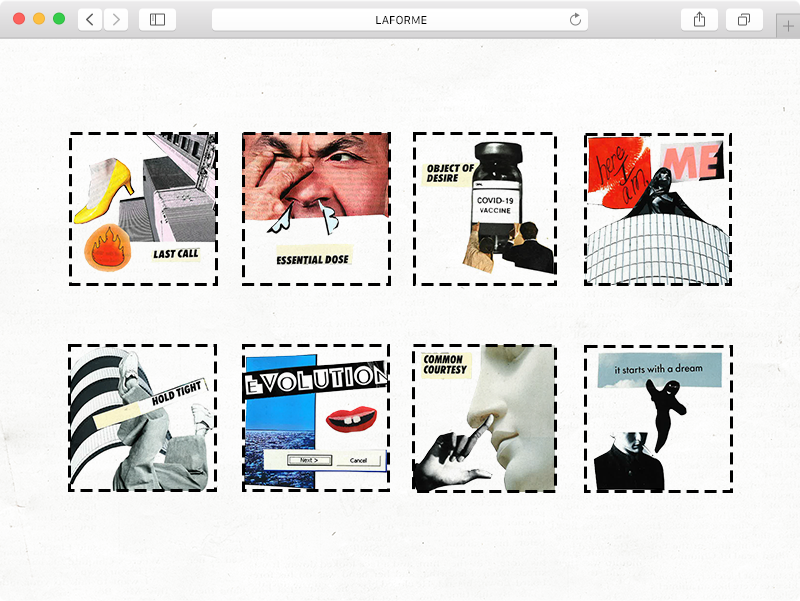 LAFORME
LAST CALL
ESSENTIAL DOSE
OBJECT OF
DESIRE
COVID-19
VACCINE
here
I
am
ME
HOLD TIGHT
EVOLUTION
Next >
Cancel
COMMON
COURTESY
it starts with a dream